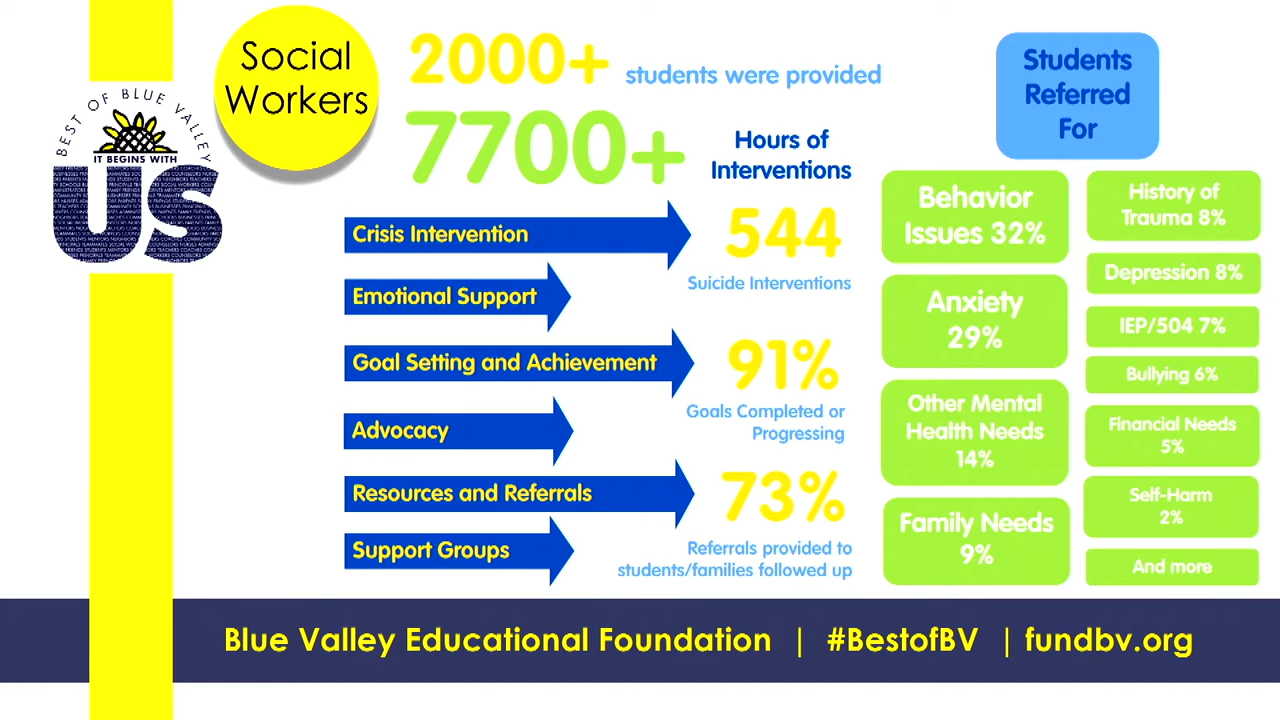 BEST OF BLUE VALLEY
IT BEGINS WITH
US
Social
Workers
2000+ students were provided
7700+ Hours of
Interventions
Crisis Intervention
544
Suicide Interventions
Emotional Support
Goal Setting and Achievement
91%
Goals Completed or
Progressing
Advocacy
Resources and Referrals
73%
Referrals provided to
students/families followed up
Support Groups
Students
Referred
For
Behavior
Issues 32%
Anxiety
29%
Other Mental
Health Needs
14%
Family Needs
9%
History of
Trauma 8%
Depression 8%
IEP/504 7%
Bullying 6%
Financial Needs
5%
Self-Harm
2%
And more
Blue Valley Educational Foundation | #BestofBV | fundbv.org